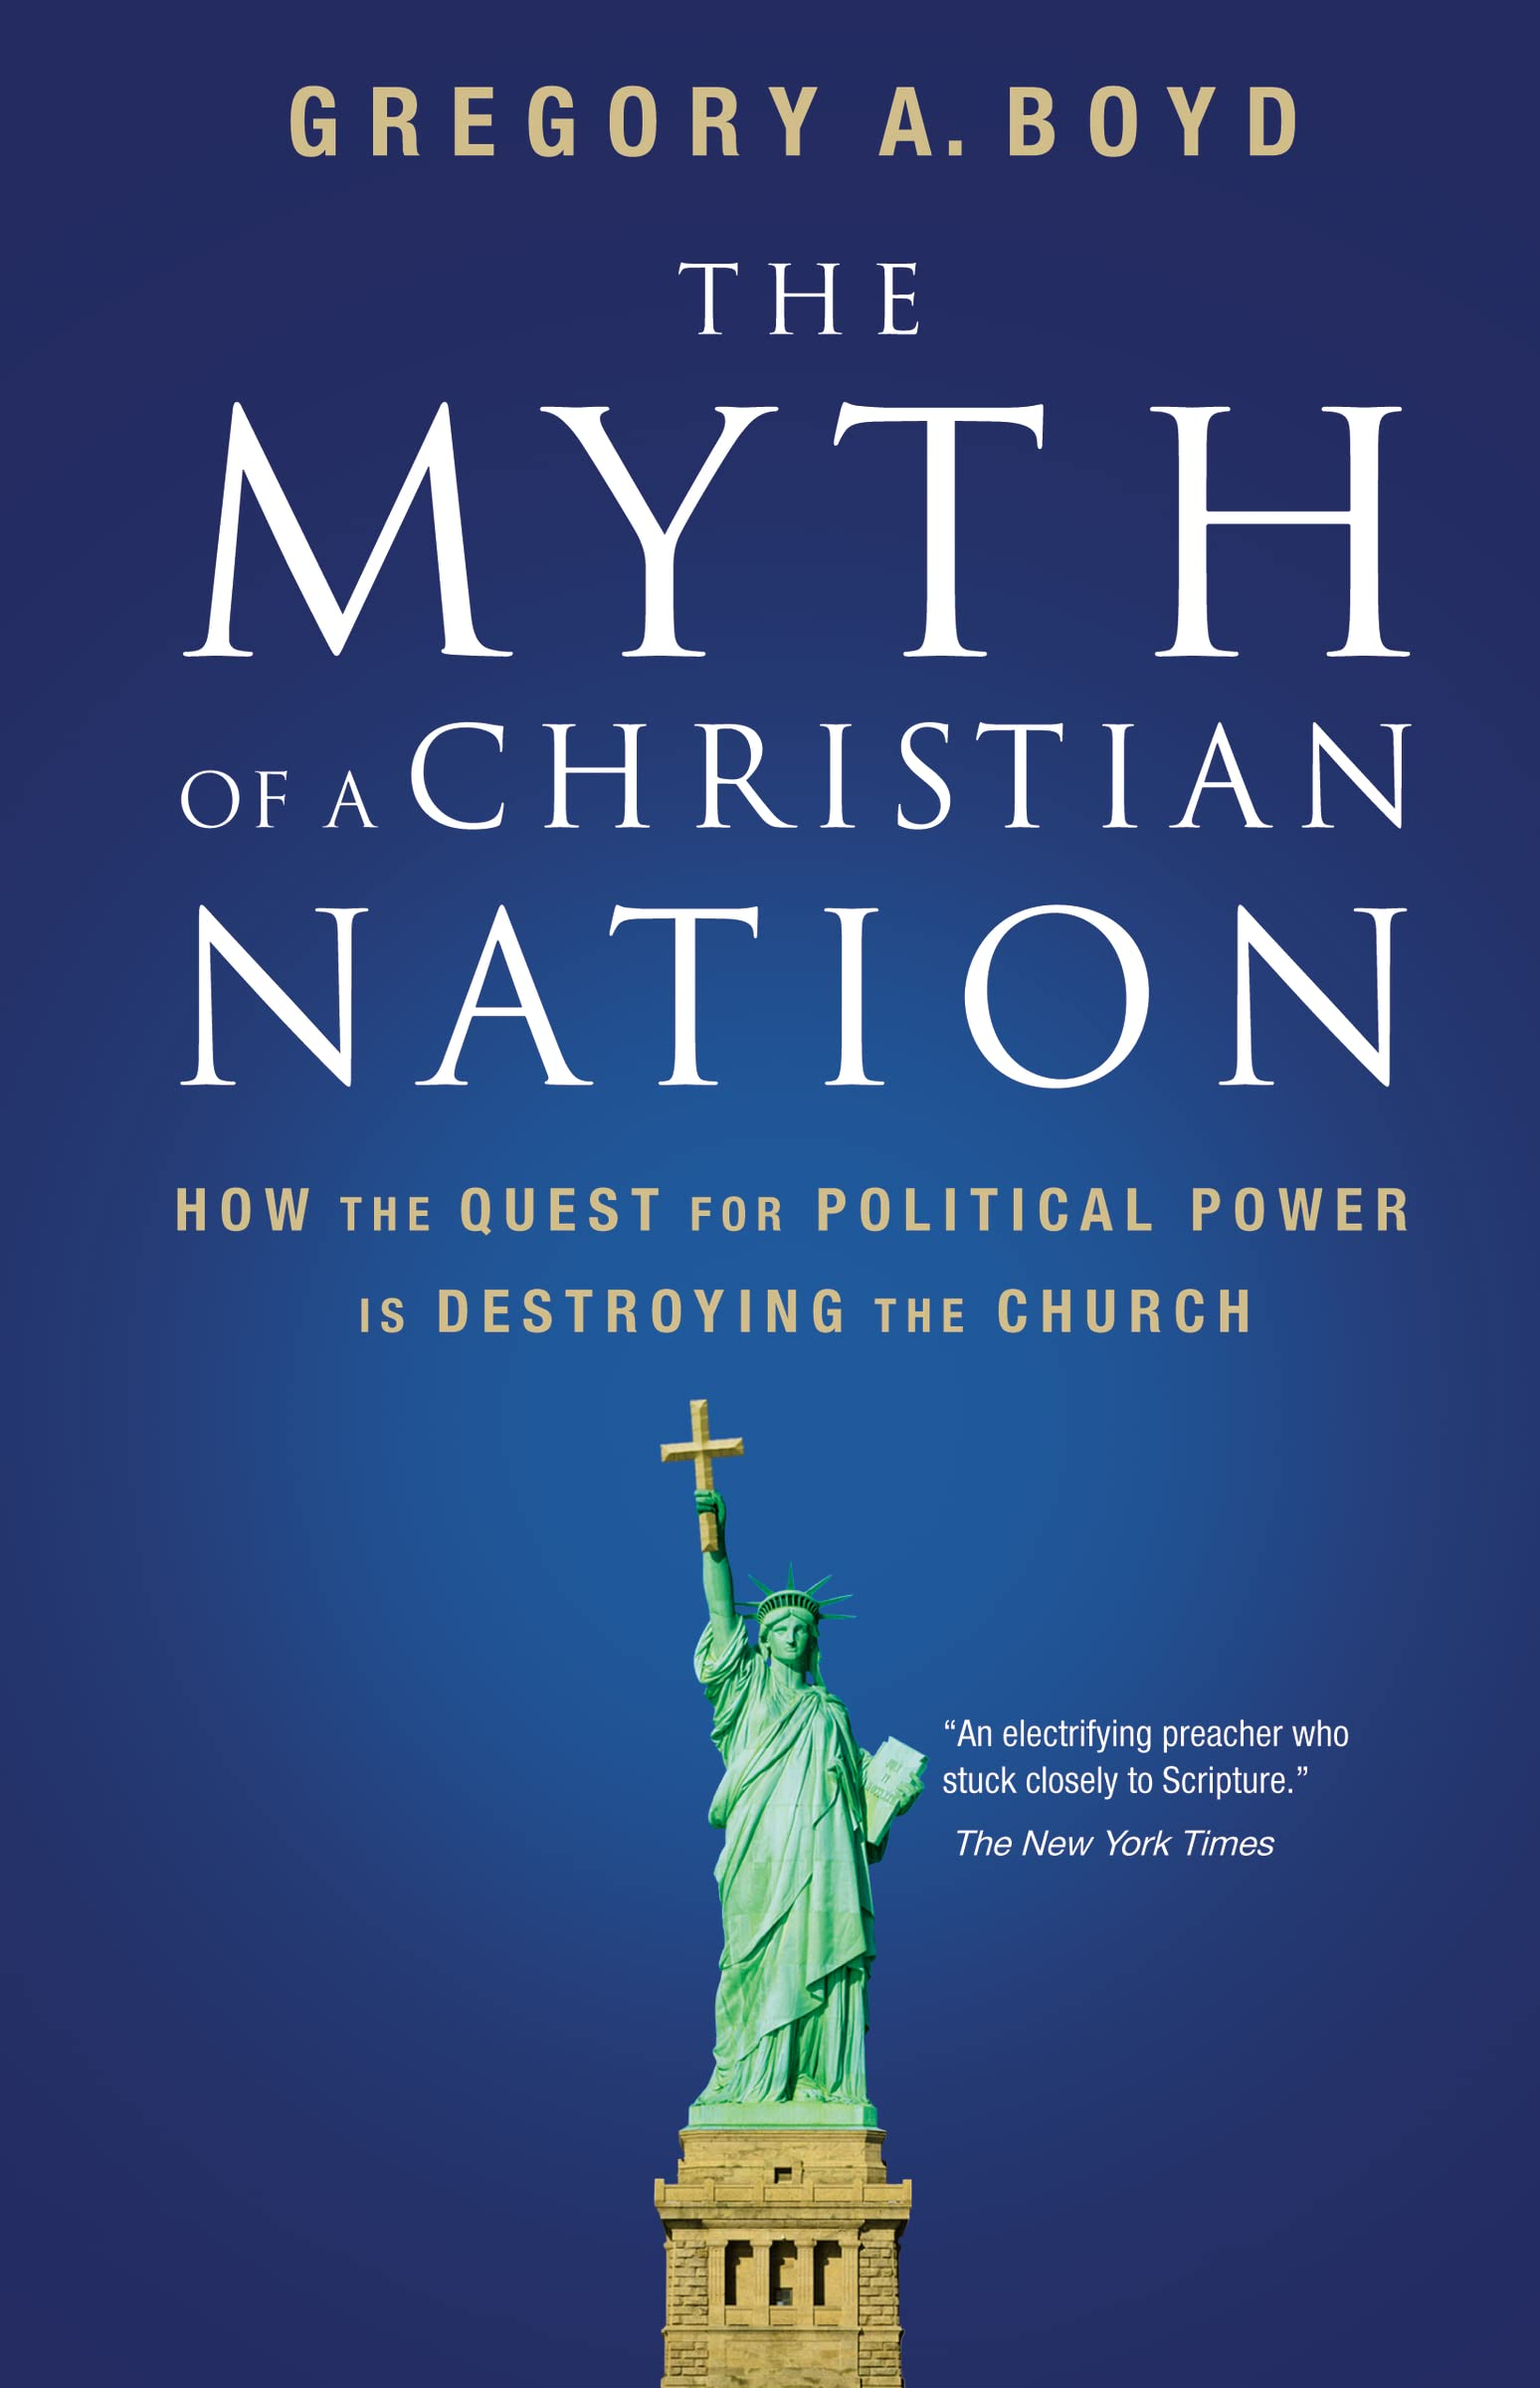 GREGORY A. BOYD
THE
MYTH
OF A CHRISTIAN
NATION
HOW THE QUEST FOR POLITICAL POWER
IS DESTROYING THE CHURCH
“An electrifying preacher who
stuck closely to Scripture.”
The New York Times